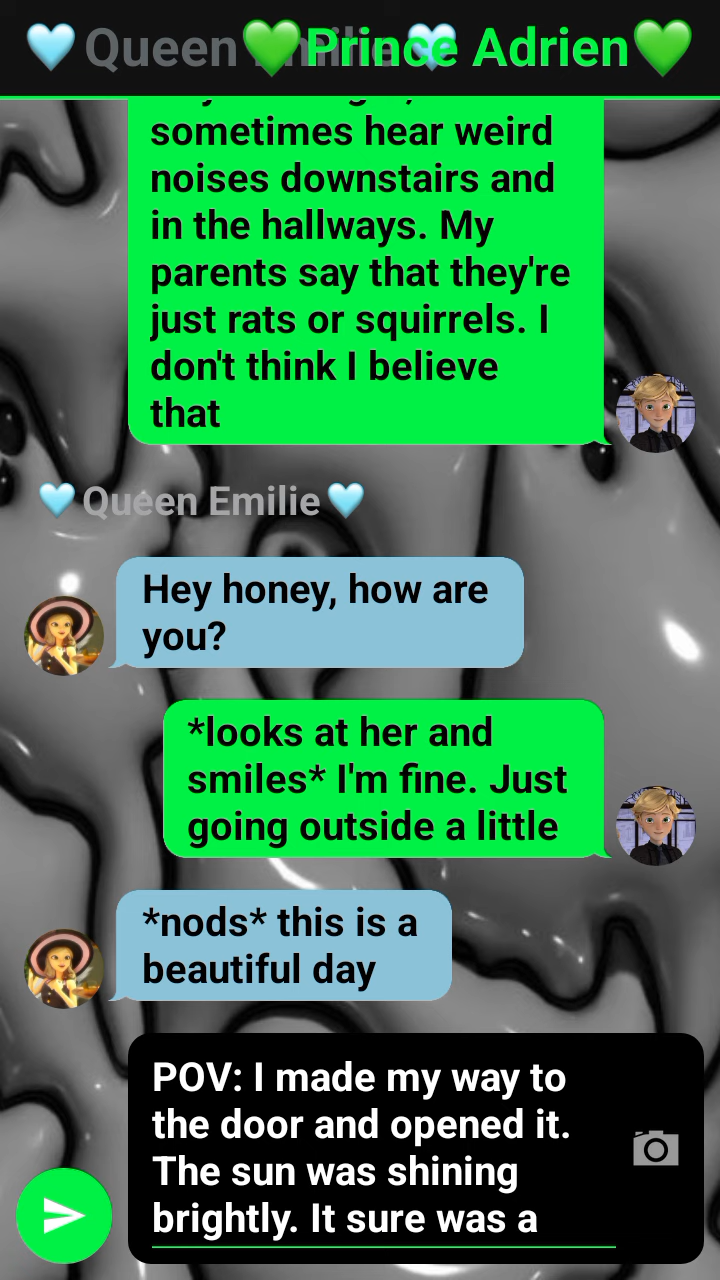 Queen Emilie
Prince Adrien
sometimes hear weird
noises downstairs and
in the hallways. My
parents say that they're
just rats or squirrels. I
don't think I believe
that
Queen Emilie
Hey honey, how are
you?
*looks at her and
smiles* I'm fine. Just
going outside a little
*nods* this is a
beautiful day
POV: I made my way to
the door and opened it.
The sun was shining
brightly. It sure was a